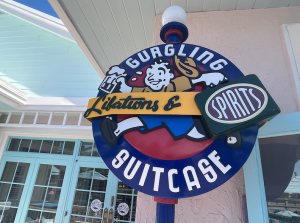 GURGLING
Libations &
SPIRITS
SUITCASE